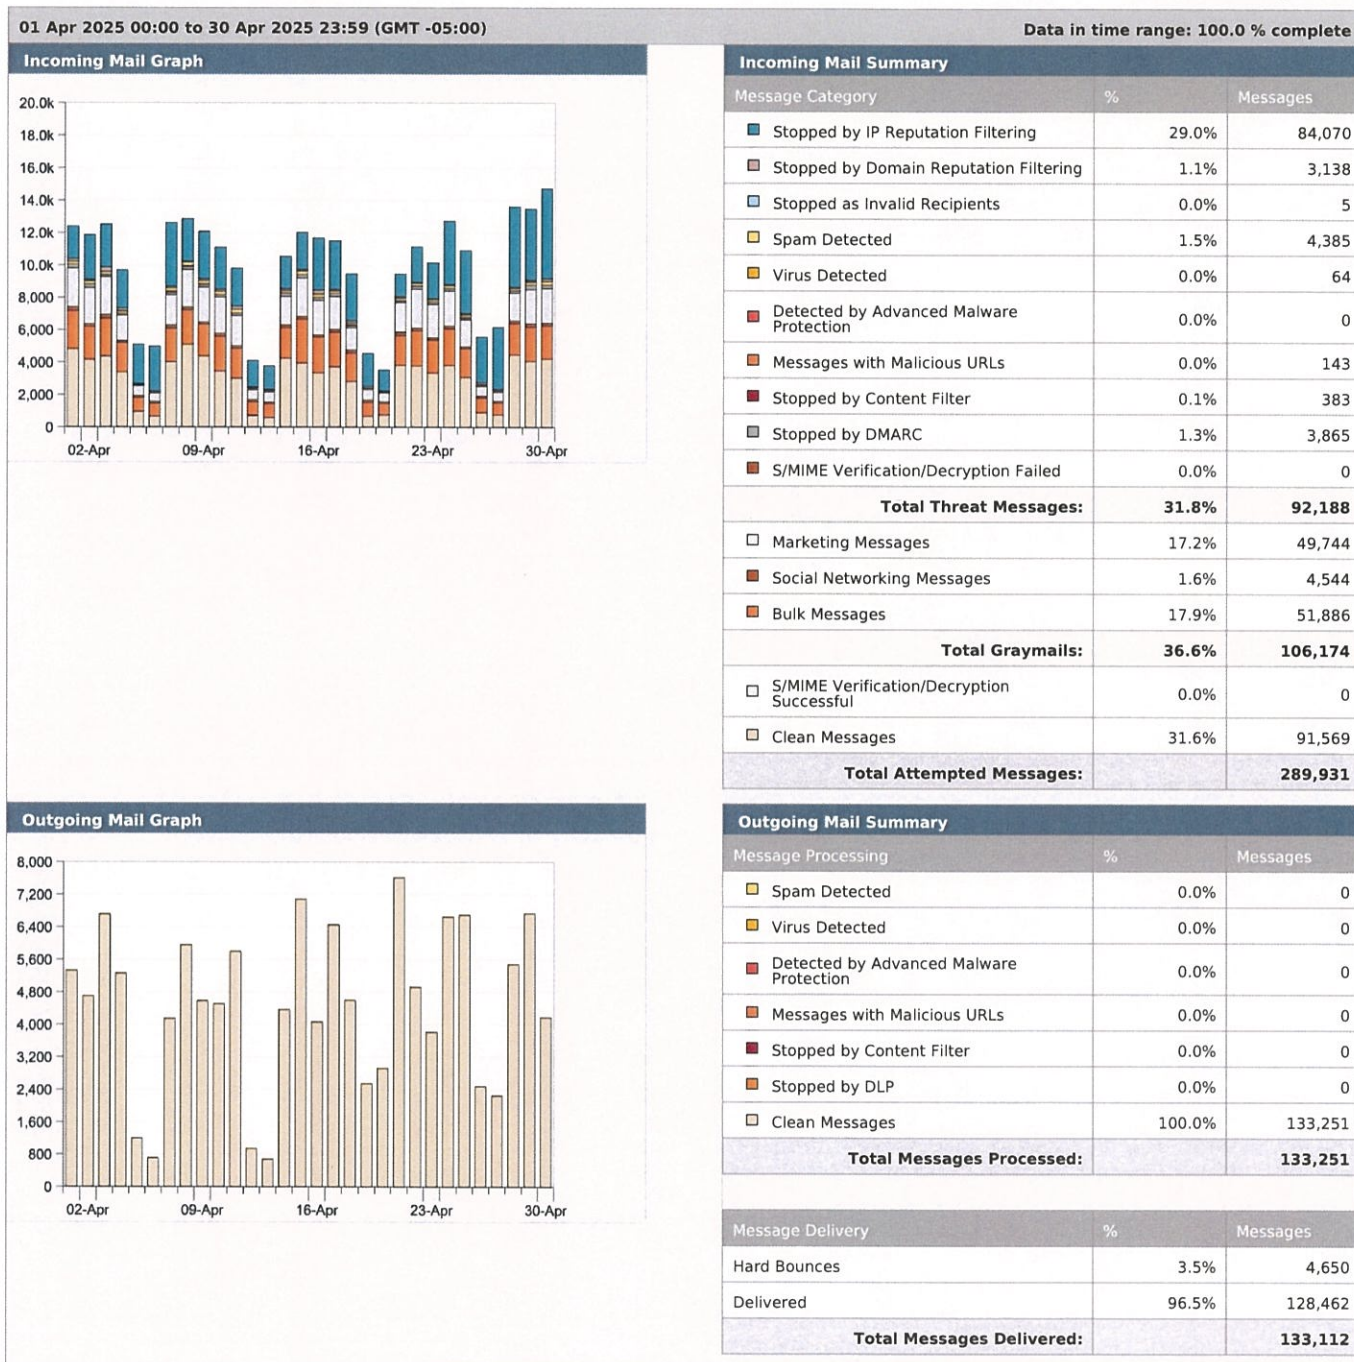 01 Apr 2025 00:00 to 30 Apr 2025 23:59 (GMT -05:00) Data in time range: 100.0 % complete
Incoming Mail Graph
20.0k
18.0k
16.0k
14.0k
12.0k
10.0k
8,000
6,000
4,000
2,000
0
02-Apr 09-Apr 16-Apr 23-Apr 30-Apr
Incoming Mail Summary
Message Category % Messages
Stopped by IP Reputation Filtering 29.0% 84,070
Stopped by Domain Reputation Filtering 1.1% 3,138
Stopped as Invalid Recipients 0.0% 5
Spam Detected 1.5% 4,385
Virus Detected 0.0% 64
Detected by Advanced Malware
Protection 0.0% 0
Messages with Malicious URLs 0.0% 143
Stopped by Content Filter 0.1% 383
Stopped by DMARC 1.3% 3,865
S/MIME Verification/Decryption Failed 0.0% 0
Total Threat Messages: 31.8% 92,188
Marketing Messages 17.2% 49,744
Social Networking Messages 1.6% 4,544
Bulk Messages 17.9% 51,886
Total Graymails: 36.6% 106,174
S/MIME Verification/Decryption
Successful 0.0% 0
Clean Messages 31.6% 91,569
Total Attempted Messages: 289,931
Outgoing Mail Graph
8,000
7,200
6,400
5,600
4,800
4,000
3,200
2,400
1,600
800
0
02-Apr 09-Apr 16-Apr 23-Apr 30-Apr
Outgoing Mail Summary
Message Processing % Messages
Spam Detected 0.0% 0
Virus Detected 0.0% 0
Detected by Advanced Malware
Protection 0.0% 0
Messages with Malicious URLs 0.0% 0
Stopped by Content Filter 0.0% 0
Stopped by DLP 0.0% 0
Clean Messages 100.0% 133,251
Total Messages Processed: 133,251
Message Delivery % Messages
Hard Bounces 3.5% 4,650
Delivered 96.5% 128,462
Total Messages Delivered: 133,112